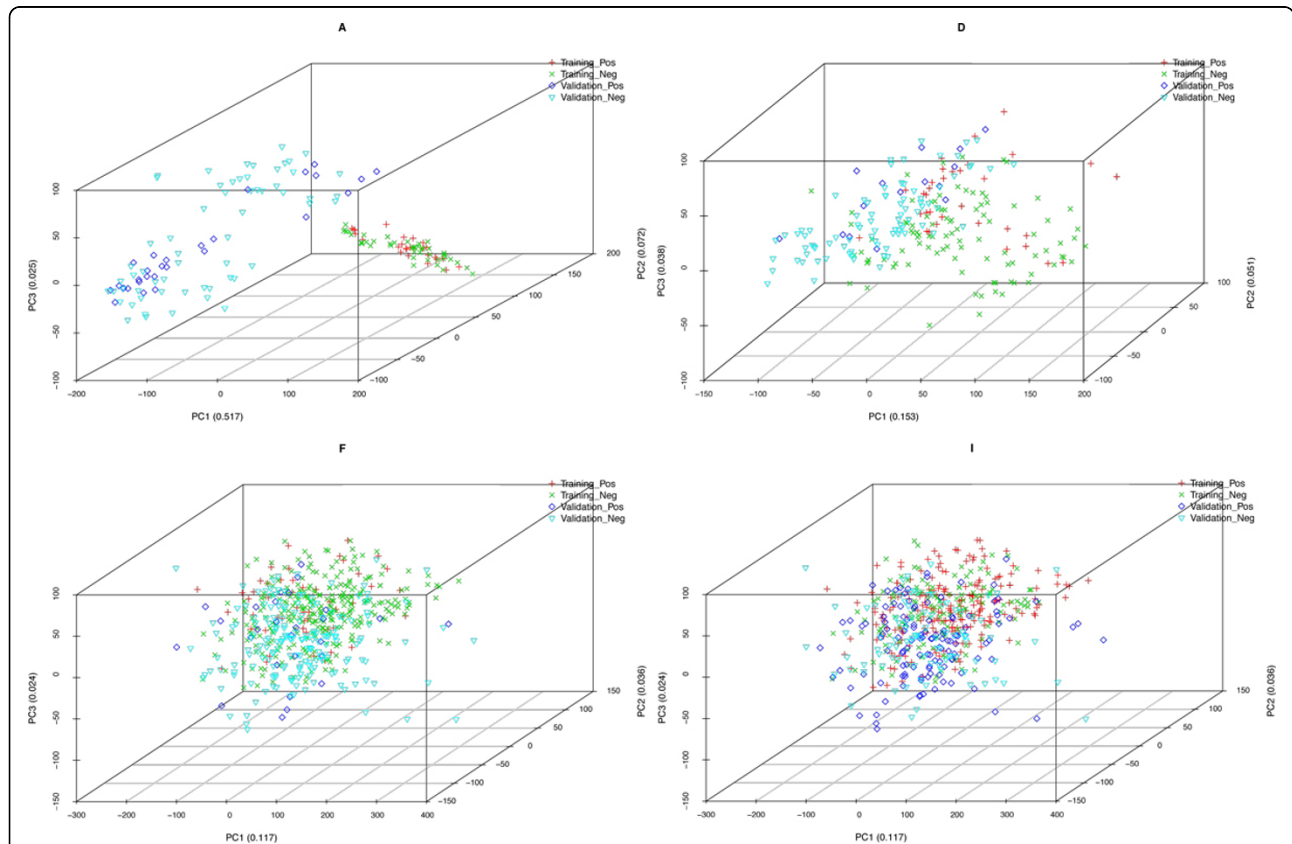 A
Training_Pos
Training_Neg
Validation_Pos
Validation_Neg
PC3 (0.025)
100
50
0
−50
−100
−200
−100
0
100
200
PC1 (0.517)
−100
−50
0
50
100
150
200
PC2 (0.072)
D
Training_Pos
Training_Neg
Validation_Pos
Validation_Neg
PC3 (0.038)
100
50
0
−50
−100
−150
−100
−50
0
50
100
150
200
PC1 (0.153)
−100
−50
0
50
100
PC2 (0.051)
F
Training_Pos
Training_Neg
Validation_Pos
Validation_Neg
PC3 (0.024)
100
50
0
−50
−100
−150
−300
−200
−100
0
100
200
300
400
PC1 (0.117)
−150
−100
−50
0
50
100
150
PC2 (0.036)
I
Training_Pos
Training_Neg
Validation_Pos
Validation_Neg
PC3 (0.024)
100
50
0
−50
−100
−150
−300
−200
−100
0
100
200
300
400
PC1 (0.117)
−150
−100
−50
0
50
100
150
PC2 (0.036)